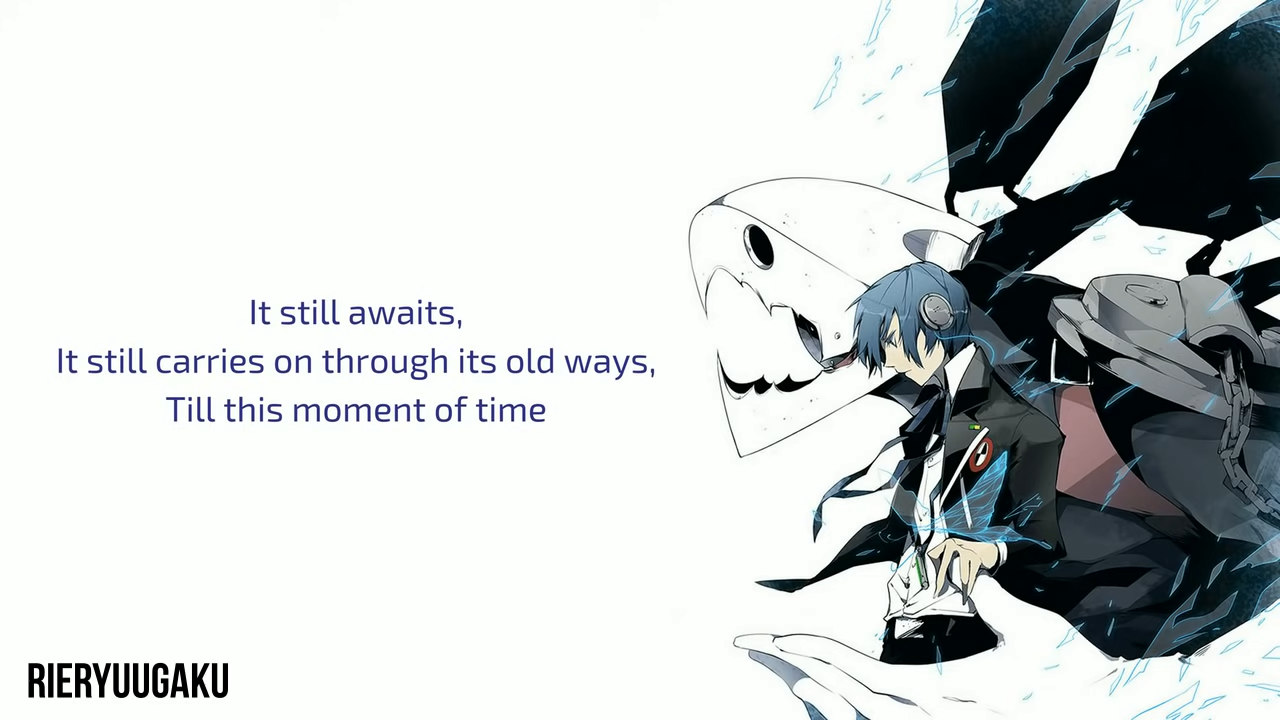 It still awaits,
It still carries on through its old ways,
Till this moment of time
RIERYUUGAKU